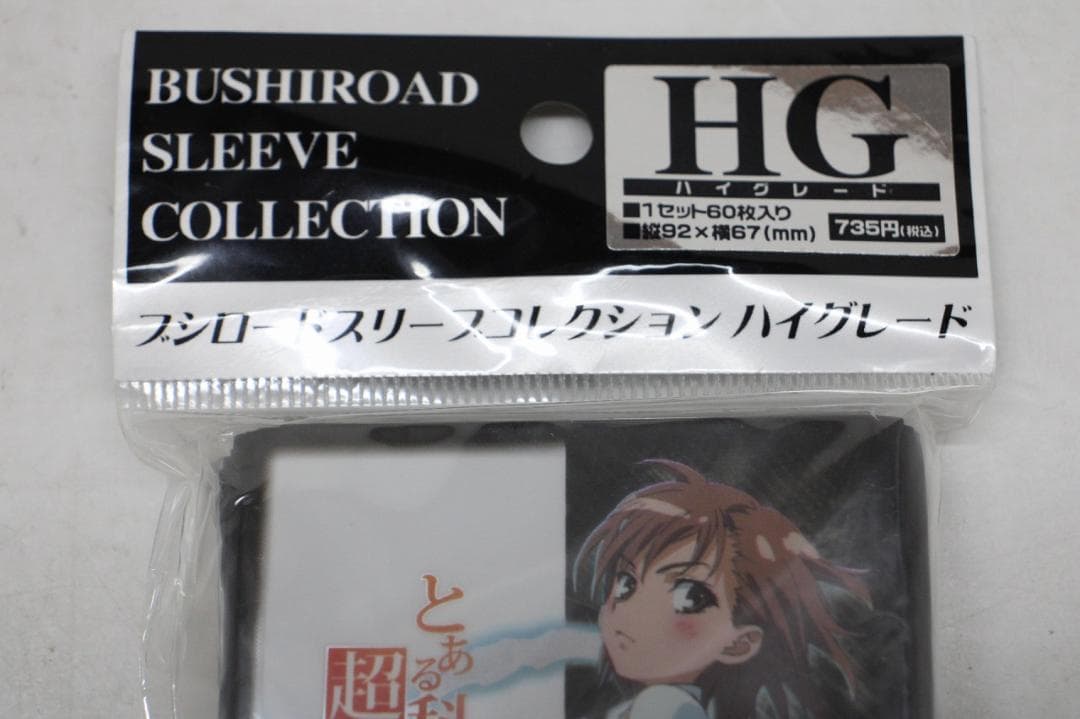 BUSHIROAD
SLEEVE
COLLECTION
HG
ハイグレード
■1セット60枚入り
■縦92×横67(mm)
735円(税込)
ブシロードスリーブコレクション ハイグレード
とある科
超